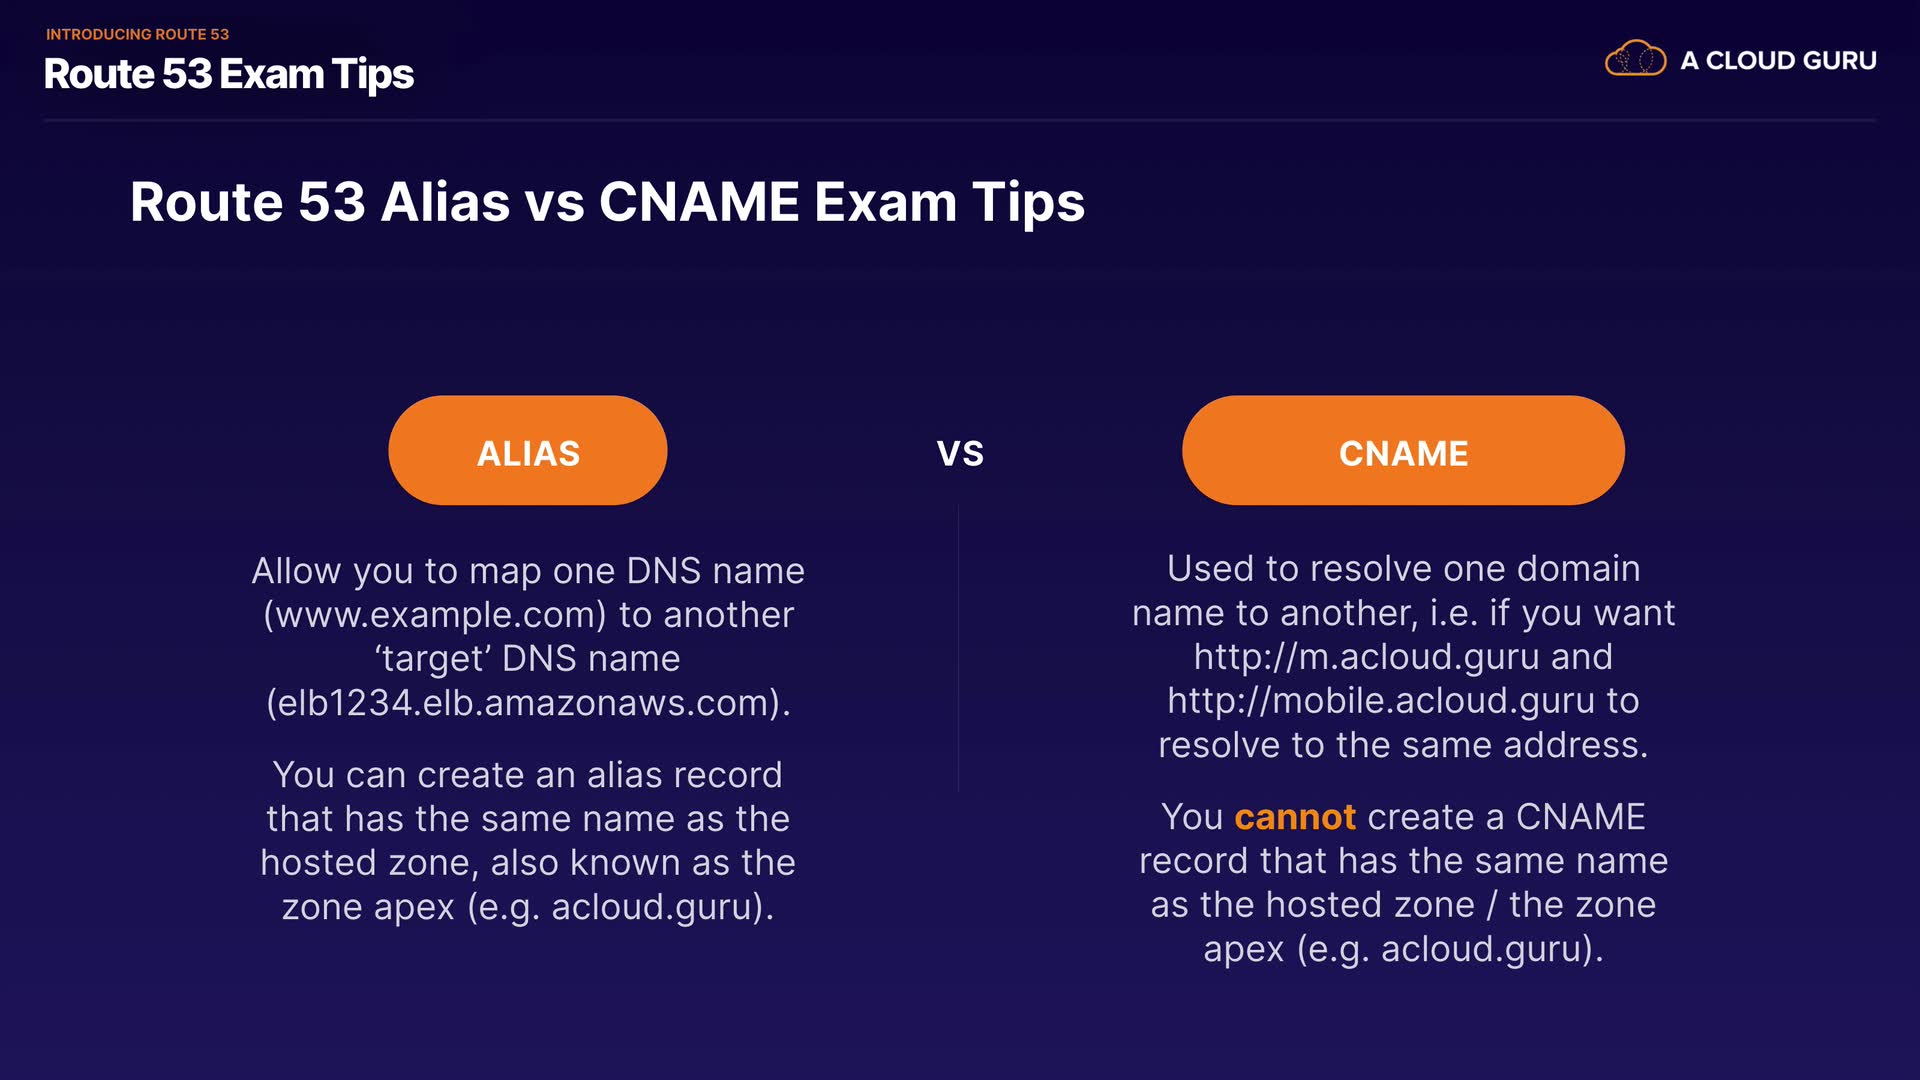 INTRODUCING ROUTE 53
Route 53 Exam Tips
A CLOUD GURU
Route 53 Alias vs CNAME Exam Tips
ALIAS
VS
CNAME
Allow you to map one DNS name
(www.example.com) to another
‘target’ DNS name
(elb1234.elb.amazonaws.com).
You can create an alias record
that has the same name as the
hosted zone, also known as the
zone apex (e.g. acloud.guru).
Used to resolve one domain
name to another, i.e. if you want
http://m.acloud.guru and
http://mobile.acloud.guru to
resolve to the same address.
You cannot create a CNAME
record that has the same name
as the hosted zone / the zone
apex (e.g. acloud.guru).